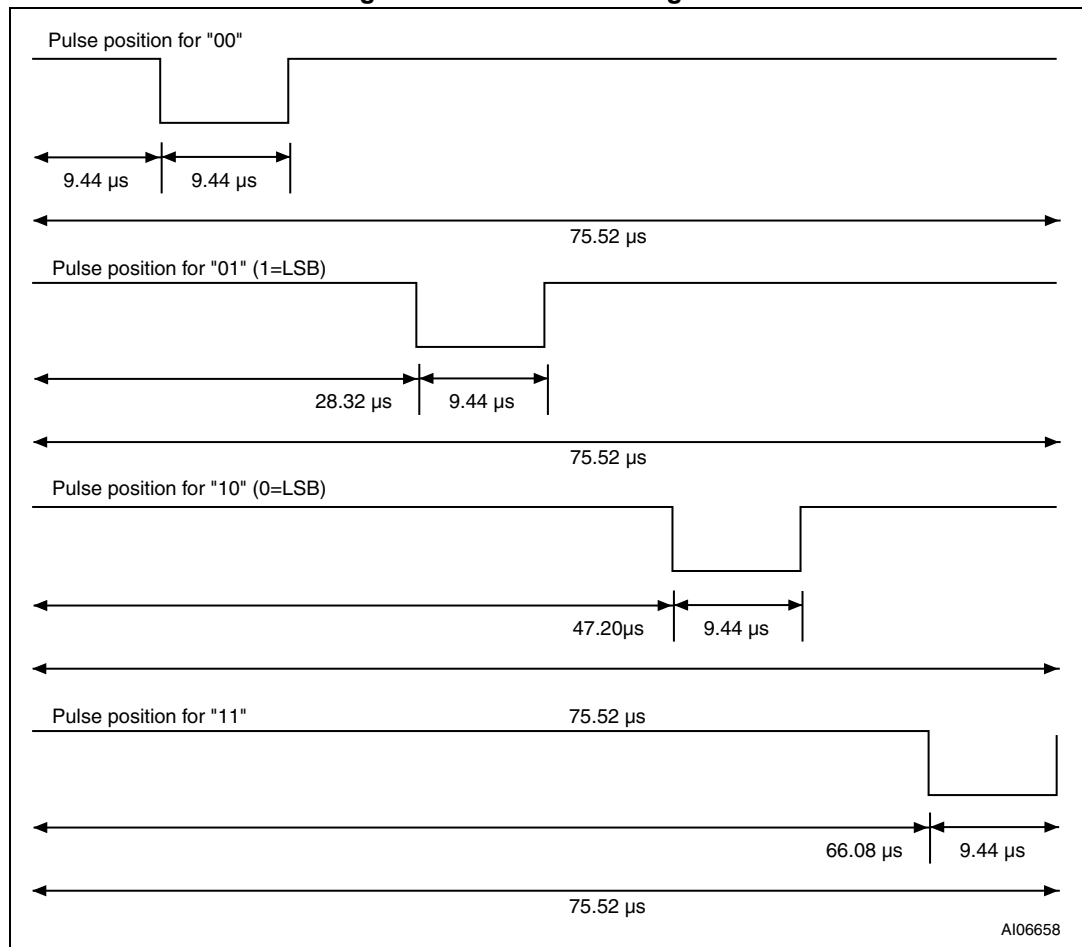 Pulse position for "00"
9.44 µs 9.44 µs
75.52 µs
Pulse position for "01" (1=LSB)
28.32 µs 9.44 µs
75.52 µs
Pulse position for "10" (0=LSB)
47.20µs 9.44 µs
Pulse position for "11" 75.52 µs
66.08 µs 9.44 µs
75.52 µs
AI06658